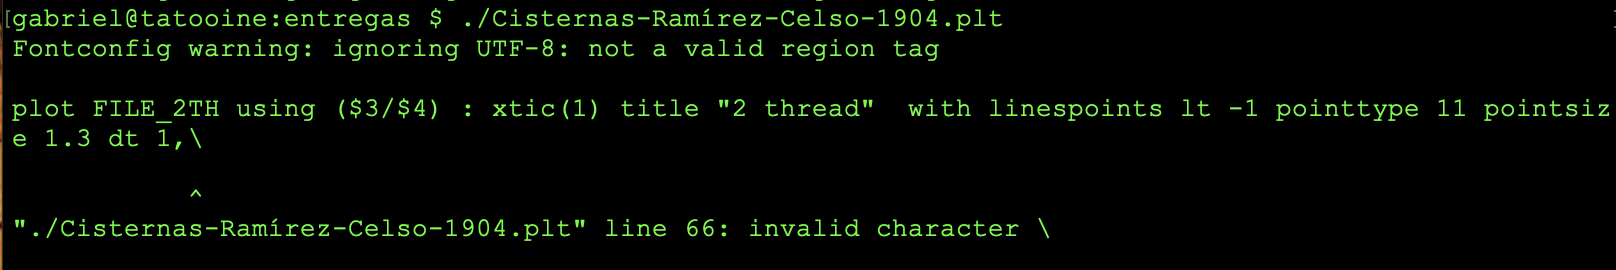 [gabriel@tatooine:entregas $ ./Cisternas-Ramírez-Celso-1904.plt
Fontconfig warning: ignoring UTF-8: not a valid region tag
plot FILE_2TH using ($3/$4) : xtic(1) title "2 thread"  with linespoints lt -1 pointtype 11 pointsiz
e 1.3 dt 1,\
^
"./Cisternas-Ramírez-Celso-1904.plt" line 66: invalid character \